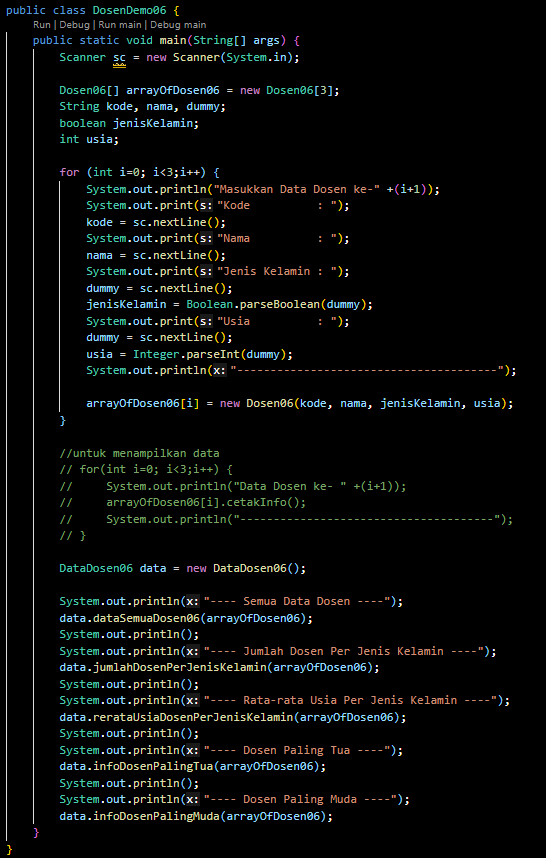 public class DosenDemo06 {
Run | Debug | Run main | Debug main
public static void main(String[] args) {
Scanner sc = new Scanner(System.in);
Dosen06[] arrayOfDosen06 = new Dosen06[3];
String kode, nama, dummy;
boolean jenisKelamin;
int usia;
for (int i=0; i<3;i++) {
System.out.println("Masukkan Data Dosen ke-" +(i+1));
System.out.print(s:"Kode          : ");
kode = sc.nextLine();
System.out.print(s:"Nama          : ");
nama = sc.nextLine();
System.out.print(s:"Jenis Kelamin : ");
dummy = sc.nextLine();
jenisKelamin = Boolean.parseBoolean(dummy);
System.out.print(s:"Usia          : ");
dummy = sc.nextLine();
usia = Integer.parseInt(dummy);
System.out.println(x:"---------------------------------------");
arrayOfDosen06[i] = new Dosen06(kode, nama, jenisKelamin, usia);
}
//untuk menampilkan data
// for(int i=0; i<3;i++) {
//     System.out.println("Data Dosen ke- " +(i+1));
//     arrayOfDosen06[i].cetakInfo();
//     System.out.println("--------------------------------------");
// }
DataDosen06 data = new DataDosen06();
System.out.println(x:"---- Semua Data Dosen ----");
data.dataSemuaDosen06(arrayOfDosen06);
System.out.println();
System.out.println(x:"---- Jumlah Dosen Per Jenis Kelamin ----");
data.jumlahDosenPerJenisKelamin(arrayOfDosen06);
System.out.println();
System.out.println(x:"---- Rata-rata Usia Per Jenis Kelamin ----");
data.rerataUsiaDosenPerJenisKelamin(arrayOfDosen06);
System.out.println();
System.out.println(x:"---- Dosen Paling Tua ----");
data.infoDosenPalingTua(arrayOfDosen06);
System.out.println();
System.out.println(x:"---- Dosen Paling Muda ----");
data.infoDosenPalingMuda(arrayOfDosen06);
}
}